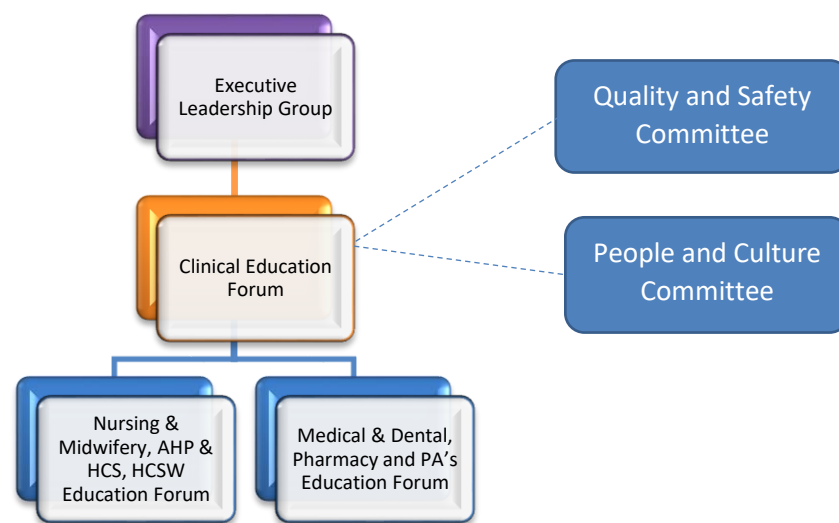 Executive
Leadership Group
Quality and Safety
Committee
Clinical Education
Forum
People and Culture
Committee
Nursing &
Midwifery, AHP &
HCS, HCSW
Education Forum
Medical & Dental,
Pharmacy and PA’s
Education Forum